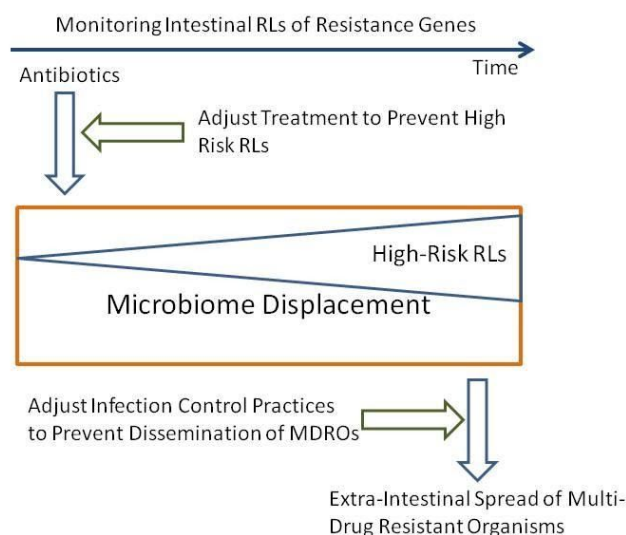 Monitoring Intestinal RLs of Resistance Genes
Time
Antibiotics
Adjust Treatment to Prevent High
Risk RLs
High-Risk RLs
Microbiome Displacement
Adjust Infection Control Practices
to Prevent Dissemination of MDROs
Extra-Intestinal Spread of Multi-
Drug Resistant Organisms